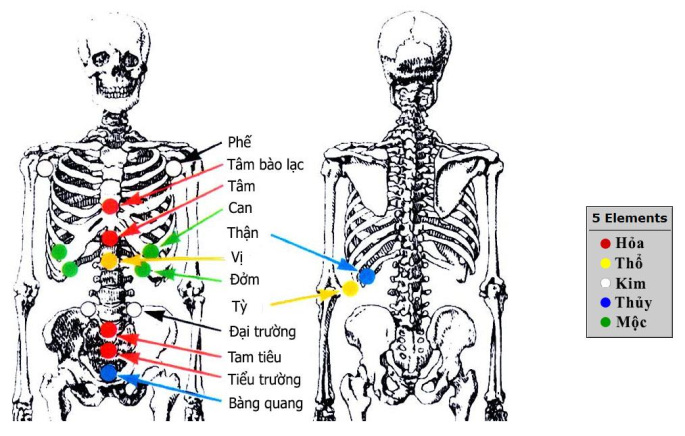 Phế
Tâm bào lạc
Tâm
Can
Thận
Vị
Đởm
Tỳ
Đại trường
Tam tiêu
Tiểu trường
Bàng quang
5 Elements
Hỏa
Thổ
Kim
Thủy
Mộc